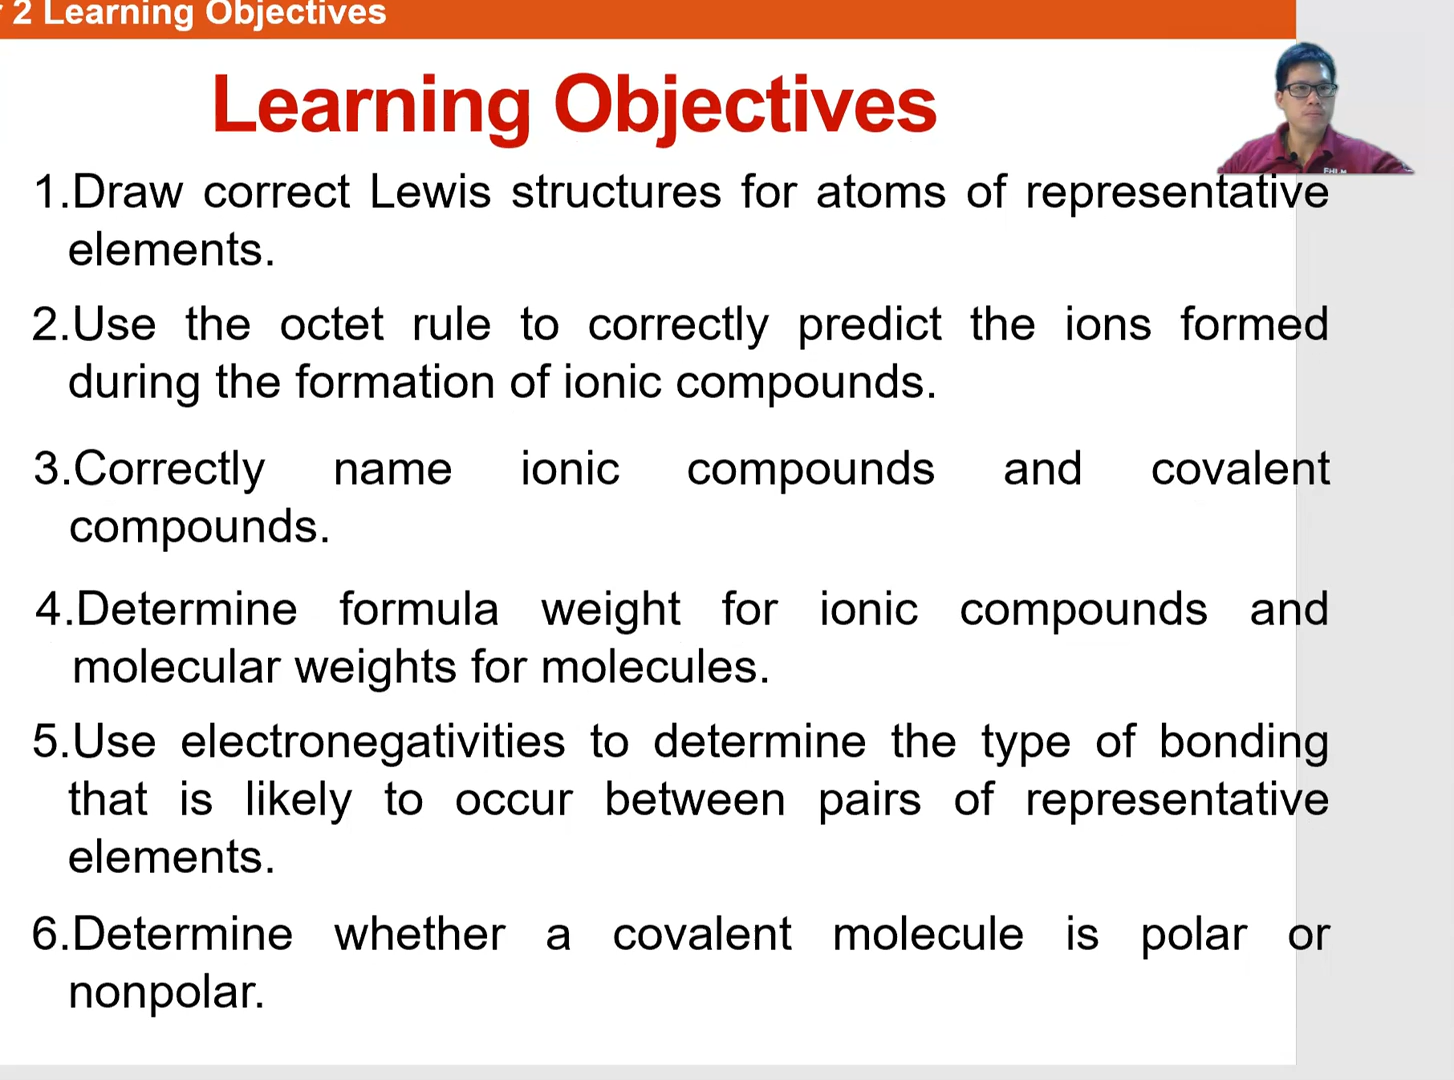 2 Learning Objectives
Learning Objectives
1.Draw correct Lewis structures for atoms of representative
elements.
2.Use the octet rule to correctly predict the ions formed
during the formation of ionic compounds.
3.Correctly name ionic compounds and covalent
compounds.
4.Determine formula weight for ionic compounds and
molecular weights for molecules.
5.Use electronegativities to determine the type of bonding
that is likely to occur between pairs of representative
elements.
6.Determine whether a covalent molecule is polar or
nonpolar.